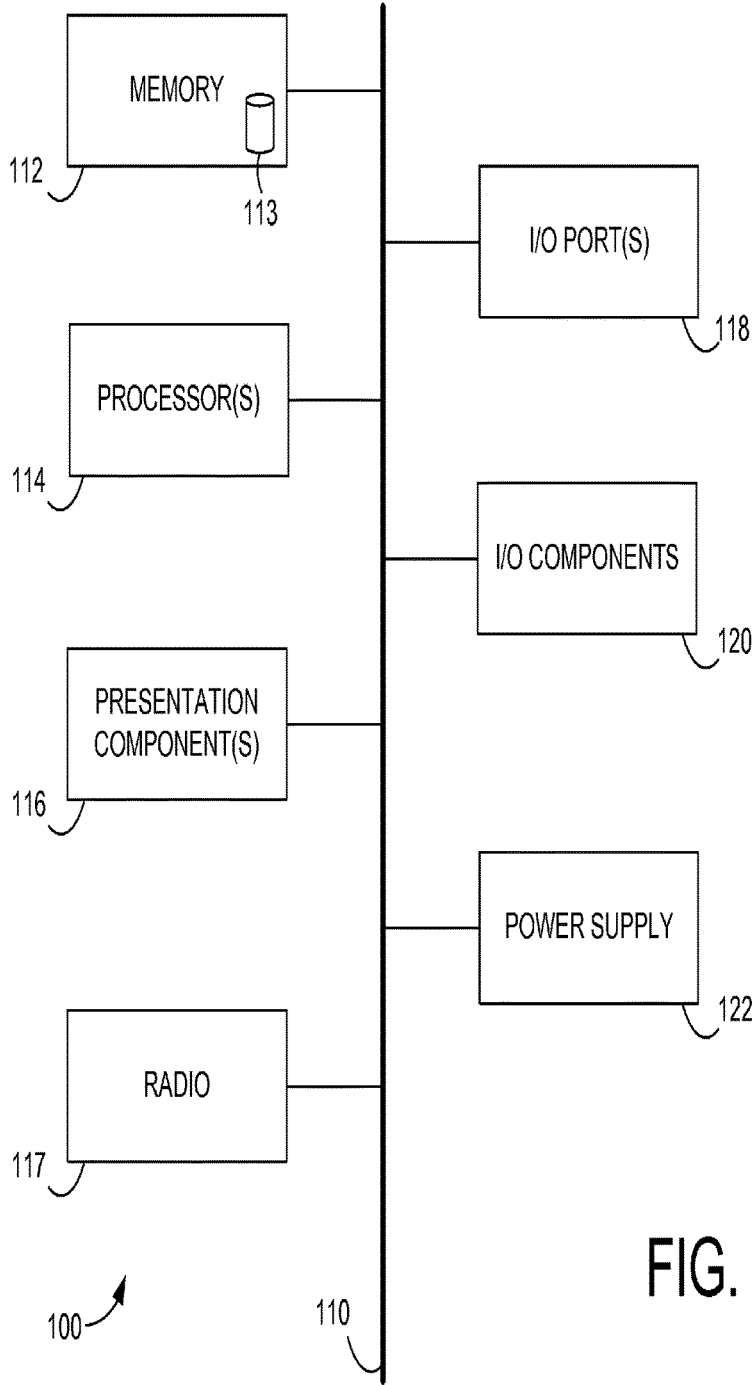 MEMORY
112
113
I/O PORT(S)
118
PROCESSOR(S)
114
I/O COMPONENTS
120
PRESENTATION
COMPONENT(S)
116
POWER SUPPLY
122
RADIO
117
100
110
FIG.